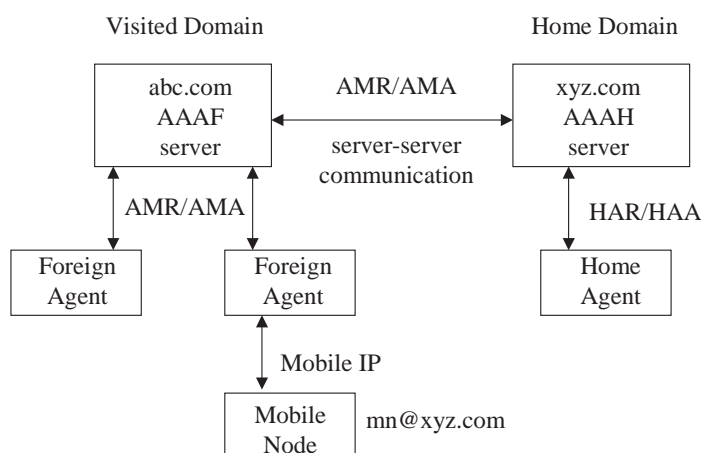 Visited Domain
Home Domain
abc.com
AAAF
server
AMR/AMA
server-server
communication
xyz.com
AAAH
server
AMR/AMA
HAR/HAA
Foreign
Agent
Foreign
Agent
Home
Agent
Mobile IP
Mobile
Node
mn@xyz.com